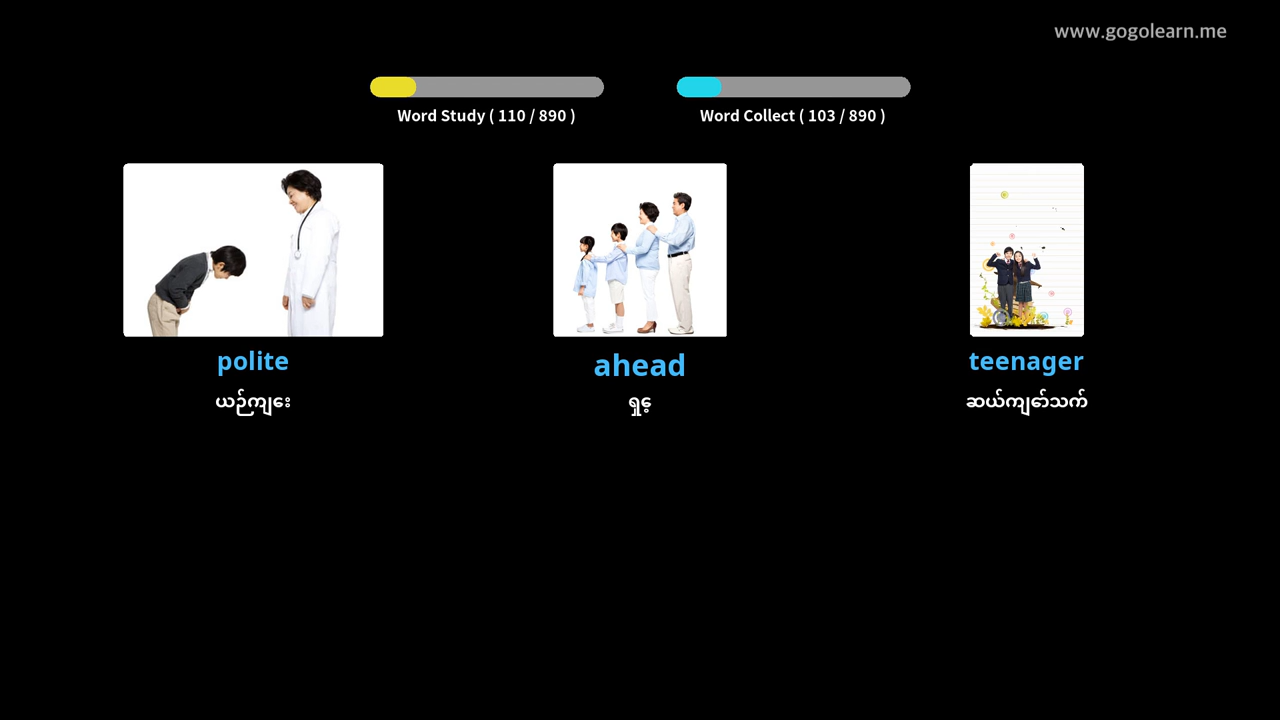 www.gogolearn.me
Word Study ( 110 / 890 )
Word Collect ( 103 / 890 )
polite
ahead
teenager
ယဉ်ကျေး
ရှေ့
ဆယ်ကျော်သက်